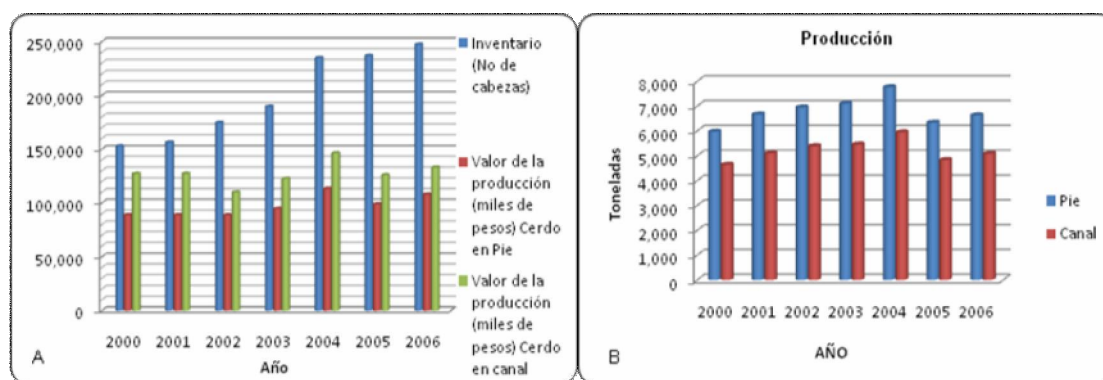 250,000
200,000
150,000
100,000
50,000
0
2000 2001 2002 2003 2004 2005 2006
Año
A
Inventario
(No de
cabezas)
Valor de la
producción
(miles de
pesos) Cerdo
en Pie
Valor de la
producción
(miles de
pesos) Cerdo
en canal
Producción
8,000
7,000
6,000
5,000
4,000
3,000
2,000
1,000
0
Toneladas
2000 2001 2002 2003 2004 2005 2006
AÑO
B
Pie
Canal